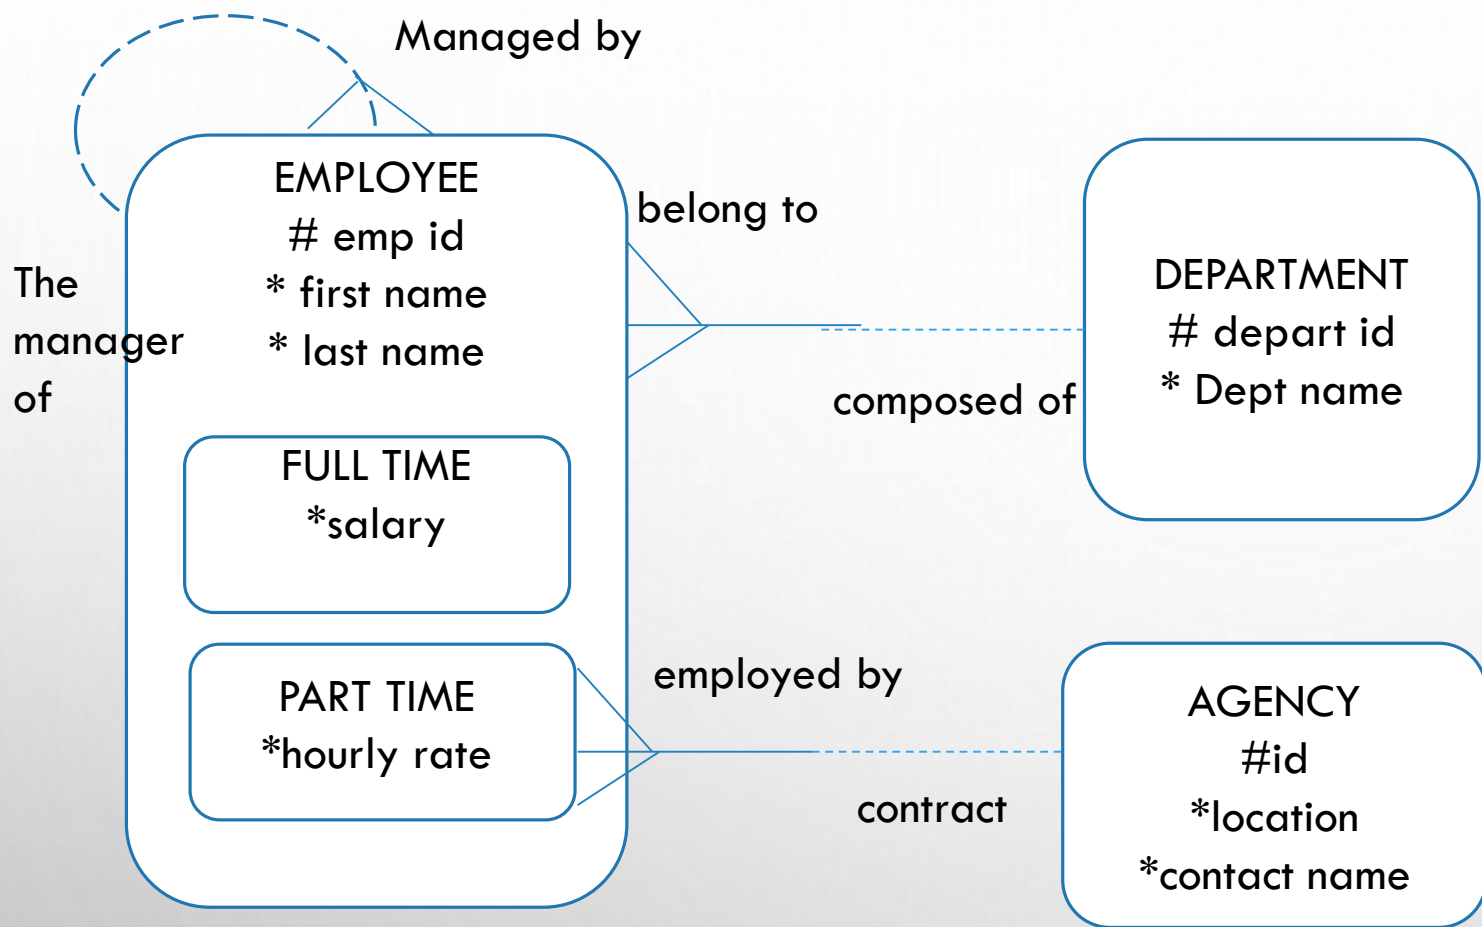 Managed by
EMPLOYEE
# emp id
* first name
* last name
The
manager
of
belong to
composed of
DEPARTMENT
# depart id
* Dept name
FULL TIME
*salary
PART TIME
*hourly rate
employed by
contract
AGENCY
#id
*location
*contact name